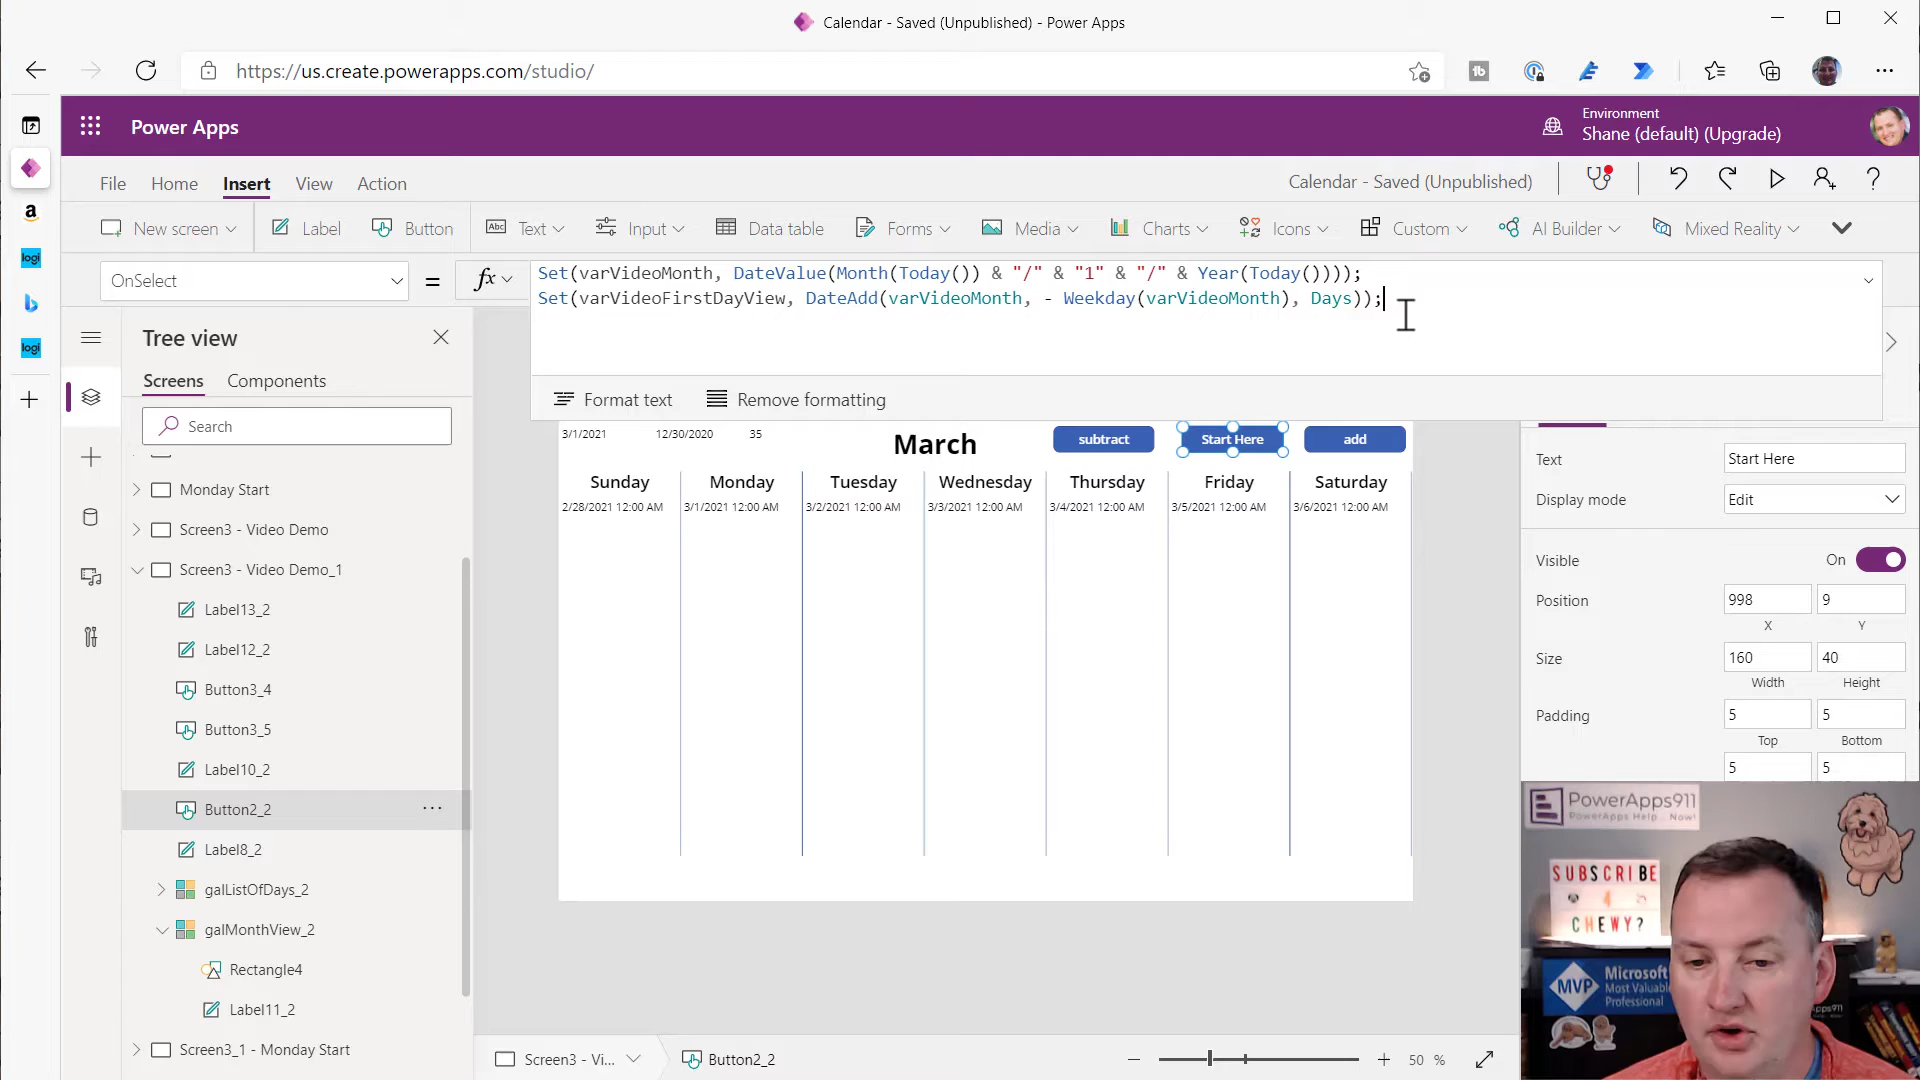 Calendar - Saved (Unpublished) - Power Apps
https://us.create.powerapps.com/studio/
Power Apps
Environment
Shane (default) (Upgrade)
File Home Insert View Action
Calendar - Saved (Unpublished)
New screen Label Button Text Input Data table Forms Media Charts Icons Custom AI Builder Mixed Reality
OnSelect = fx
Set(varVideoMonth, DateValue(Month(Today()) & "/" & "1" & "/" & Year(Today())));
Set(varVideoFirstDayView, DateAdd(varVideoMonth, - Weekday(varVideoMonth), Days));
Format text Remove formatting
Tree view
Screens Components
Search
Monday Start
Screen3 - Video Demo
Screen3 - Video Demo_1
Label13_2
Label12_2
Button3_4
Button3_5
Label10_2
Button2_2
Label8_2
galListOfDays_2
galMonthView_2
Rectangle4
Label11_2
Screen3_1 - Monday Start
3/1/2021 12/30/2020 35
March
subtract Start Here add
Sunday Monday Tuesday Wednesday Thursday Friday Saturday
2/28/2021 12:00 AM 3/1/2021 12:00 AM 3/2/2021 12:00 AM 3/3/2021 12:00 AM 3/4/2021 12:00 AM 3/5/2021 12:00 AM 3/6/2021 12:00 AM
Text Start Here
Display mode Edit
Visible On
Position 998 9
X Y
Size 160 40
Width Height
Padding 5 5
Top Bottom
5 5
PowerApps911
PowerApps Help... Now!
SUBSCRIBE
4
CHEWY?
MVP Microsoft
Most Valuable
Professional
Screen3 - Vi... Button2_2
50 %
a
logi
logi
tb